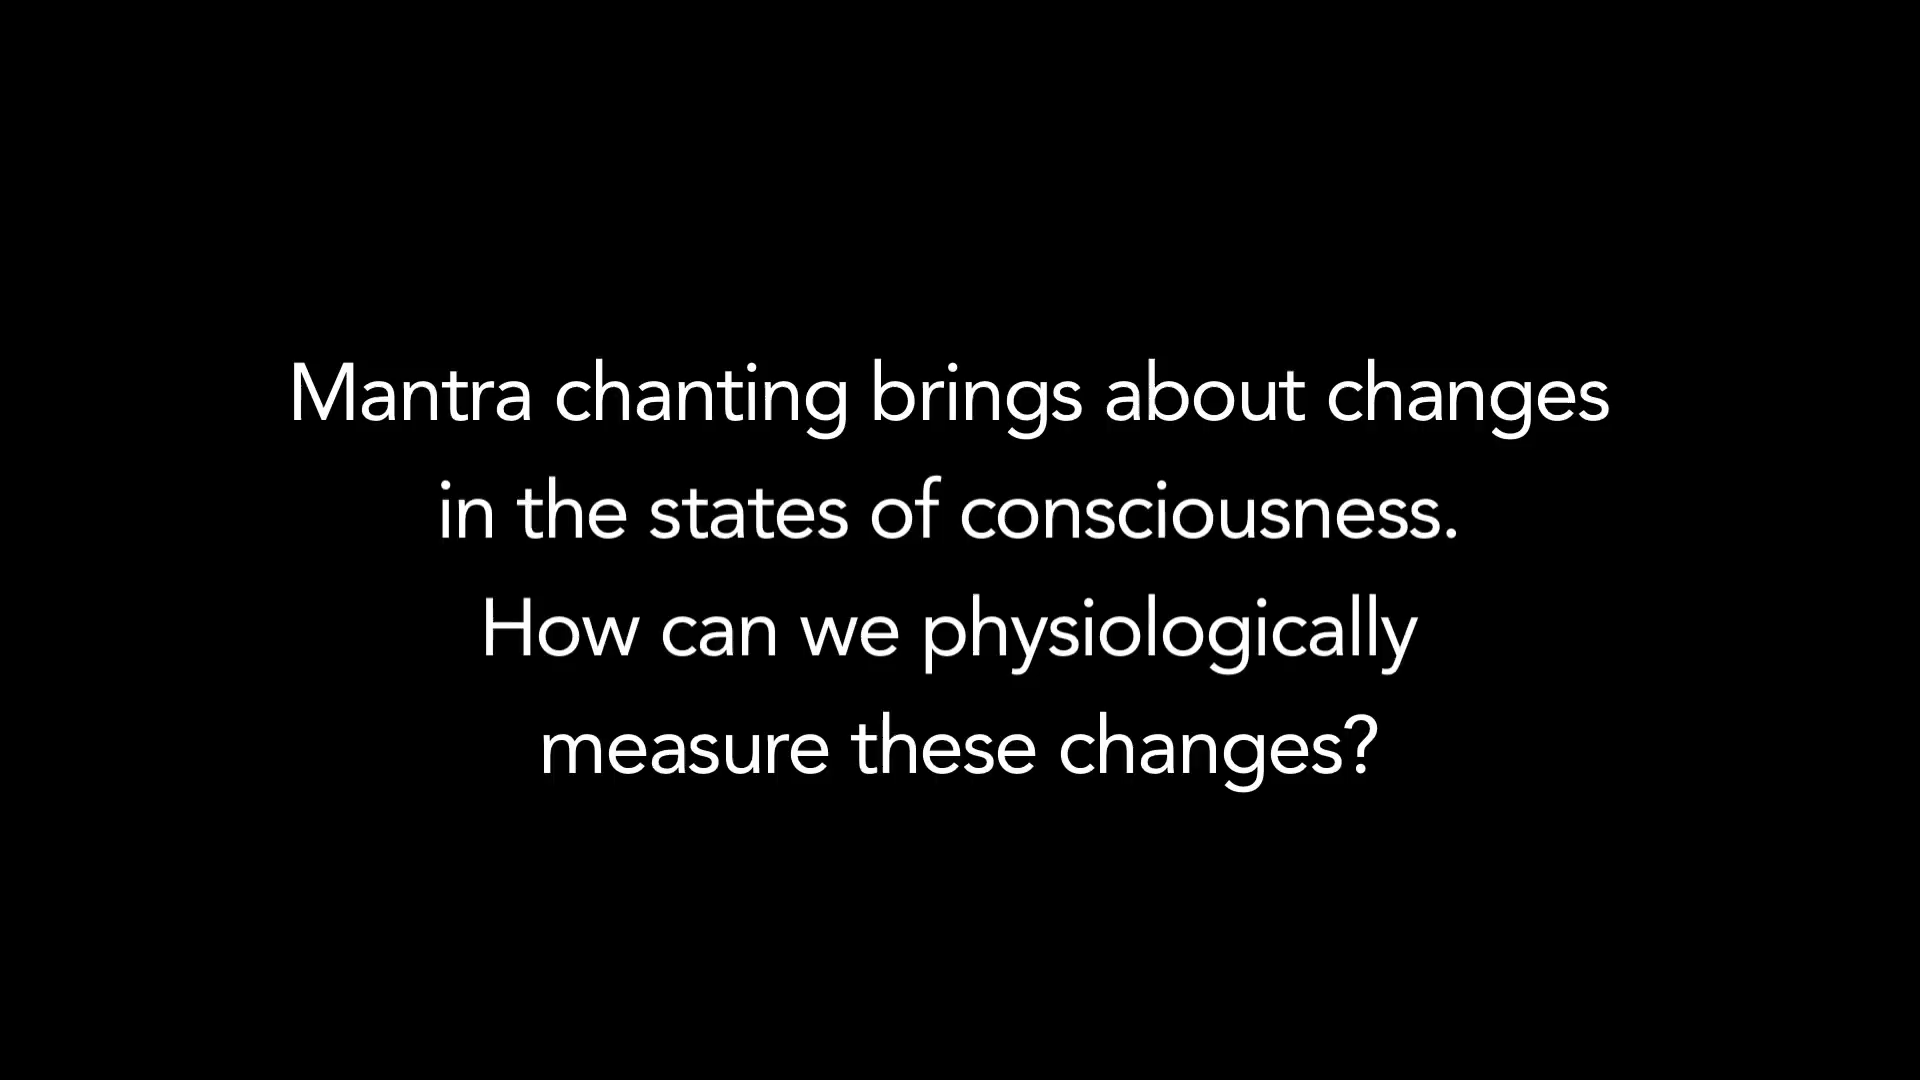 Mantra chanting brings about changes
in the states of consciousness.
How can we physiologically
measure these changes?